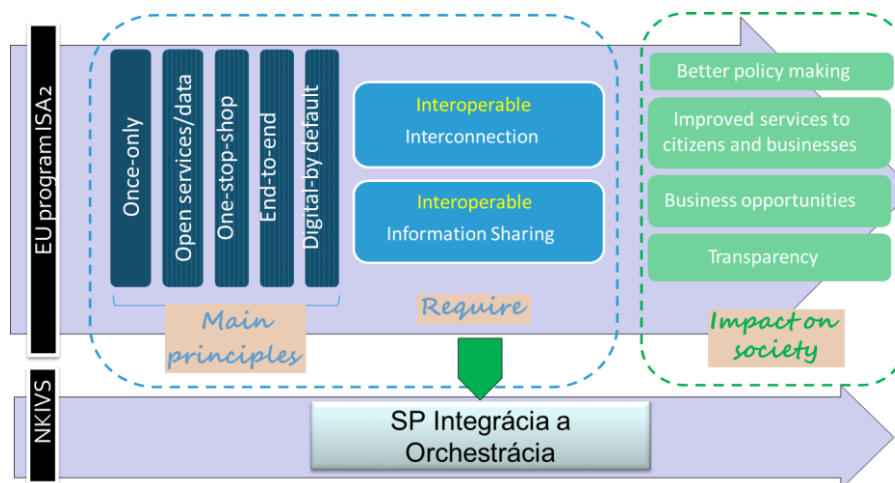 EU program ISA2
Once-only
Open services/data
One-stop-shop
End-to-end
Digital-by default
Main
principles
Interoperable
Interconnection
Interoperable
Information Sharing
Require
Better policy making
Improved services to
citizens and businesses
Business opportunities
Transparency
Impact on
society
NKIVS
SP Integrácia a
Orchestrácia